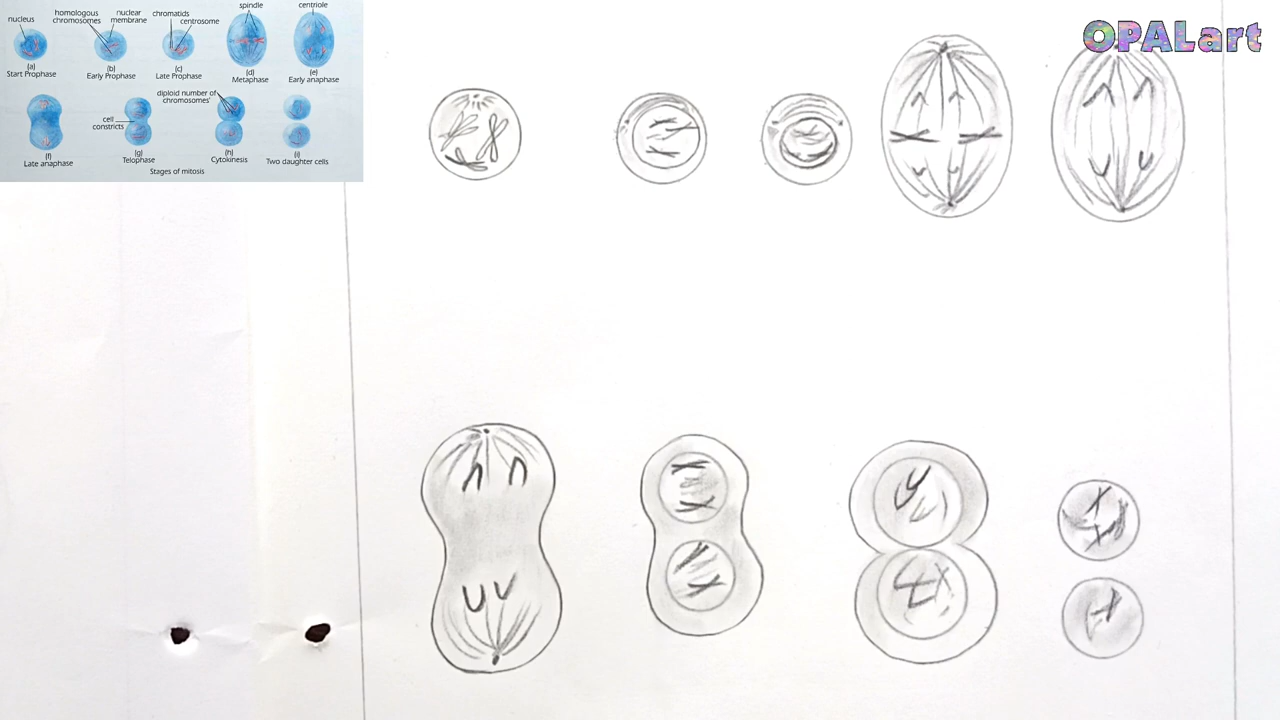 nucleus
homologous
chromosomes
nuclear
membrane
chromatids
centrosome
spindle
centriole
(a)
Start Prophase
(b)
Early Prophase
(c)
Late Prophase
(d)
Metaphase
(e)
Early anaphase
diploid number of
chromosomes'
cell
constricts
(f)
Late anaphase
(g)
Telophase
(h)
Cytokinesis
(i)
Two daughter cells
Stages of mitosis
OPALart